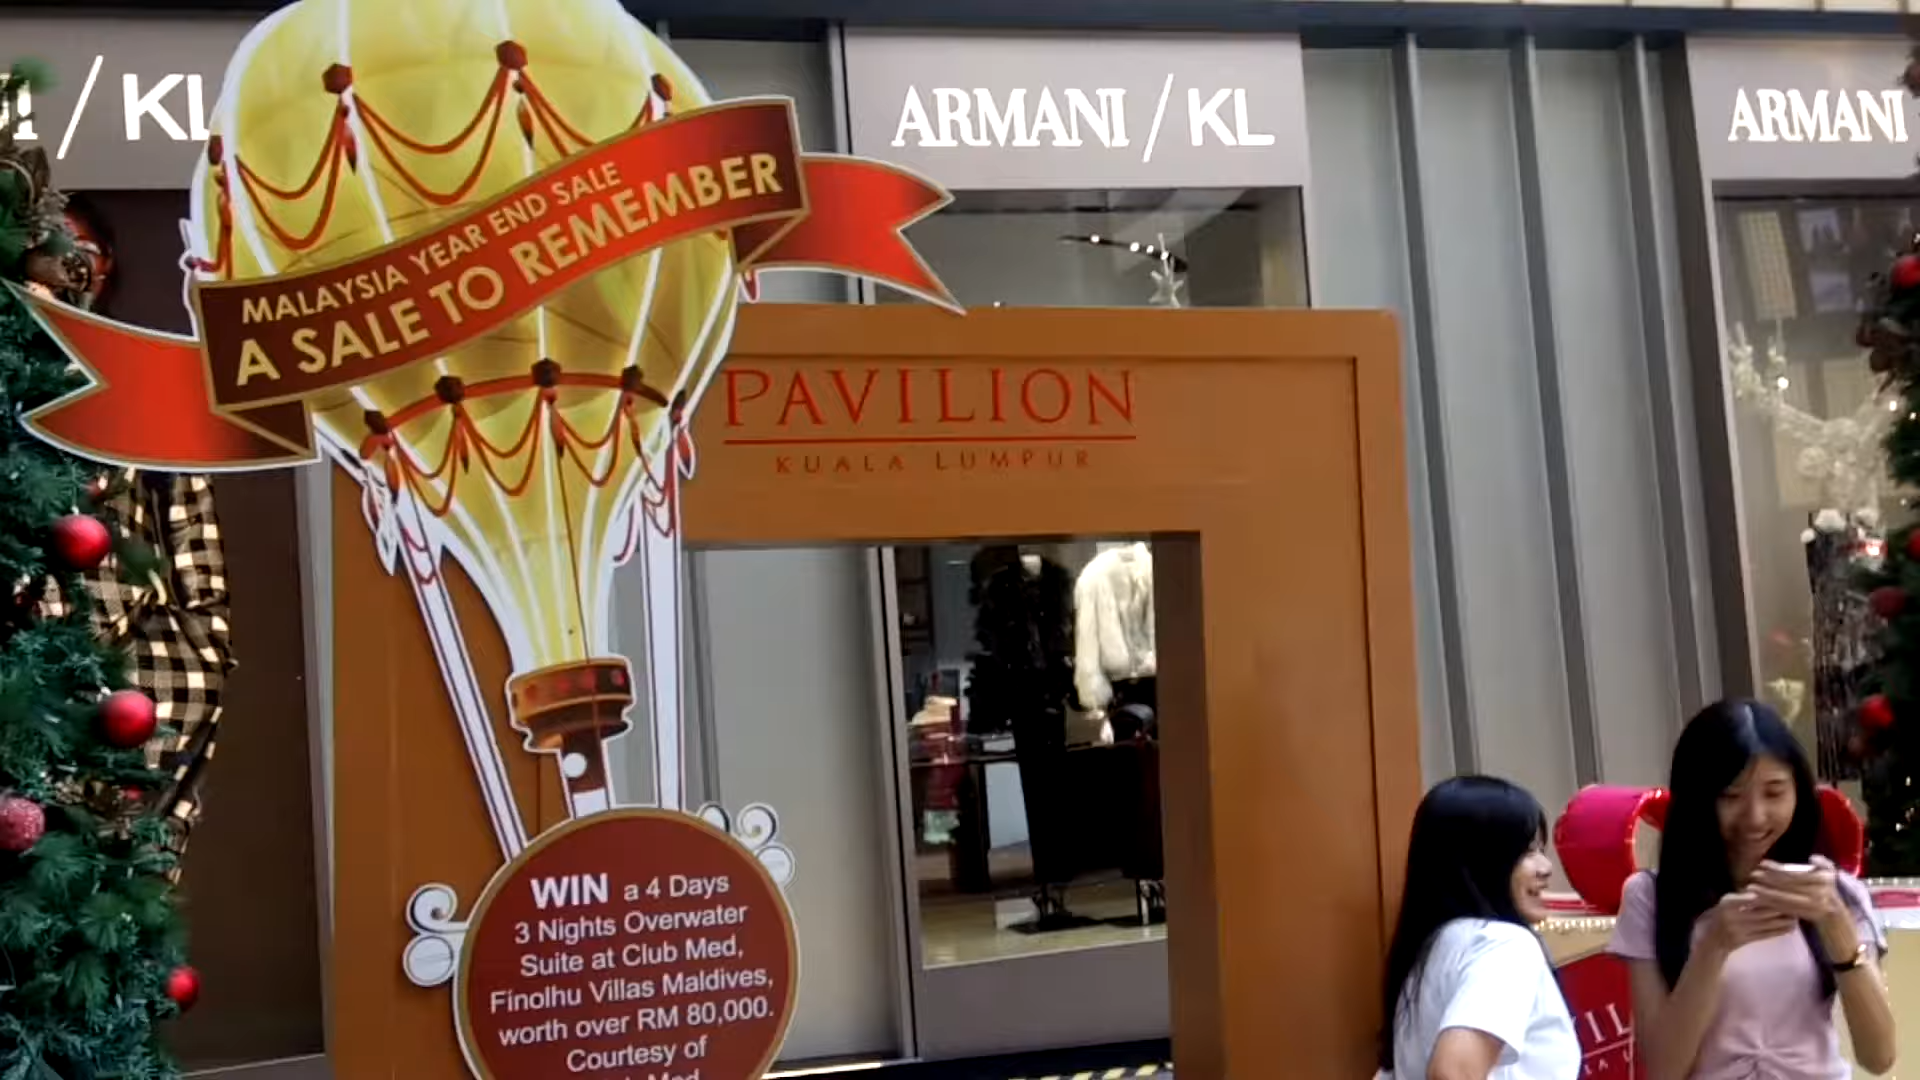 / KL
ARMANI / KL
ARMANI
MALAYSIA YEAR END SALE
A SALE TO REMEMBER
PAVILION
KUALA LUMPUR
WIN a 4 Days
3 Nights Overwater
Suite at Club Med,
Finolhu Villas Maldives,
worth over RM 80,000.
Courtesy of
Med